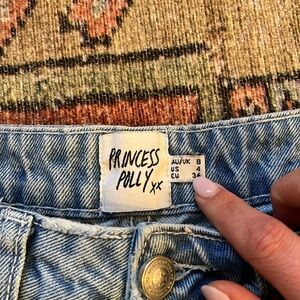 PRINCESS
POLLY xx
AU/UK 8
US 4
EU 34